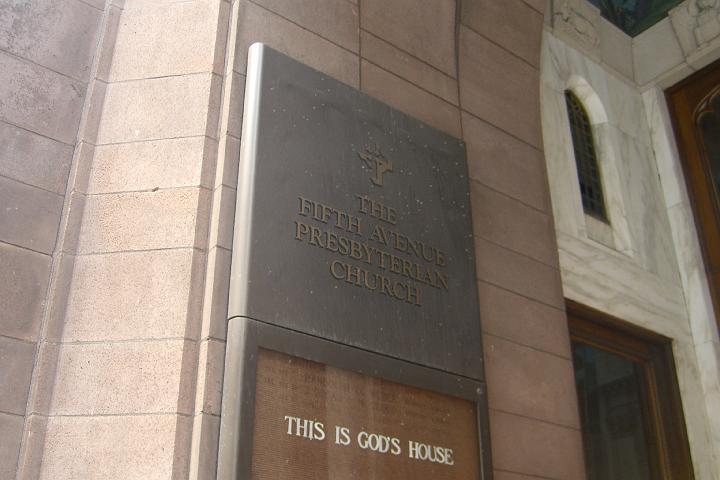 THE
FIFTH AVENUE
PRESBYTERIAN
CHURCH
THIS IS GOD'S HOUSE